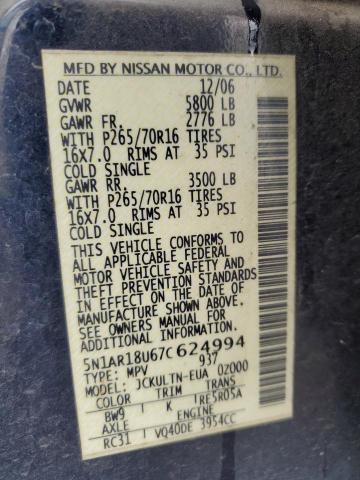 MFD BY NISSAN MOTOR CO., LTD.
DATE 12/06
GVWR 5800 LB
GAWR FR. 2776 LB
WITH P265/70R16 TIRES
16X7.0 RIMS AT 35 PSI
COLD SINGLE
GAWR RR. 3500 LB
WITH P265/70R16 TIRES
16X7.0 RIMS AT 35 PSI
COLD SINGLE
THIS VEHICLE CONFORMS TO
ALL APPLICABLE FEDERAL
MOTOR VEHICLE SAFETY AND
THEFT PREVENTION STANDARDS
IN EFFECT ON THE DATE OF
MANUFACTURE SHOWN ABOVE.
SEE OWNERS MANUAL FOR
ADDITIONAL INFORMATION.
5N1AR18U67C624994
TYPE: MPV 937
MODEL: JCKULTN-EUA 02000
COLOR TRIM TRANS
BW9 K RE5R05A
AXLE ENGINE
RC31 VQ40DE 3954CC